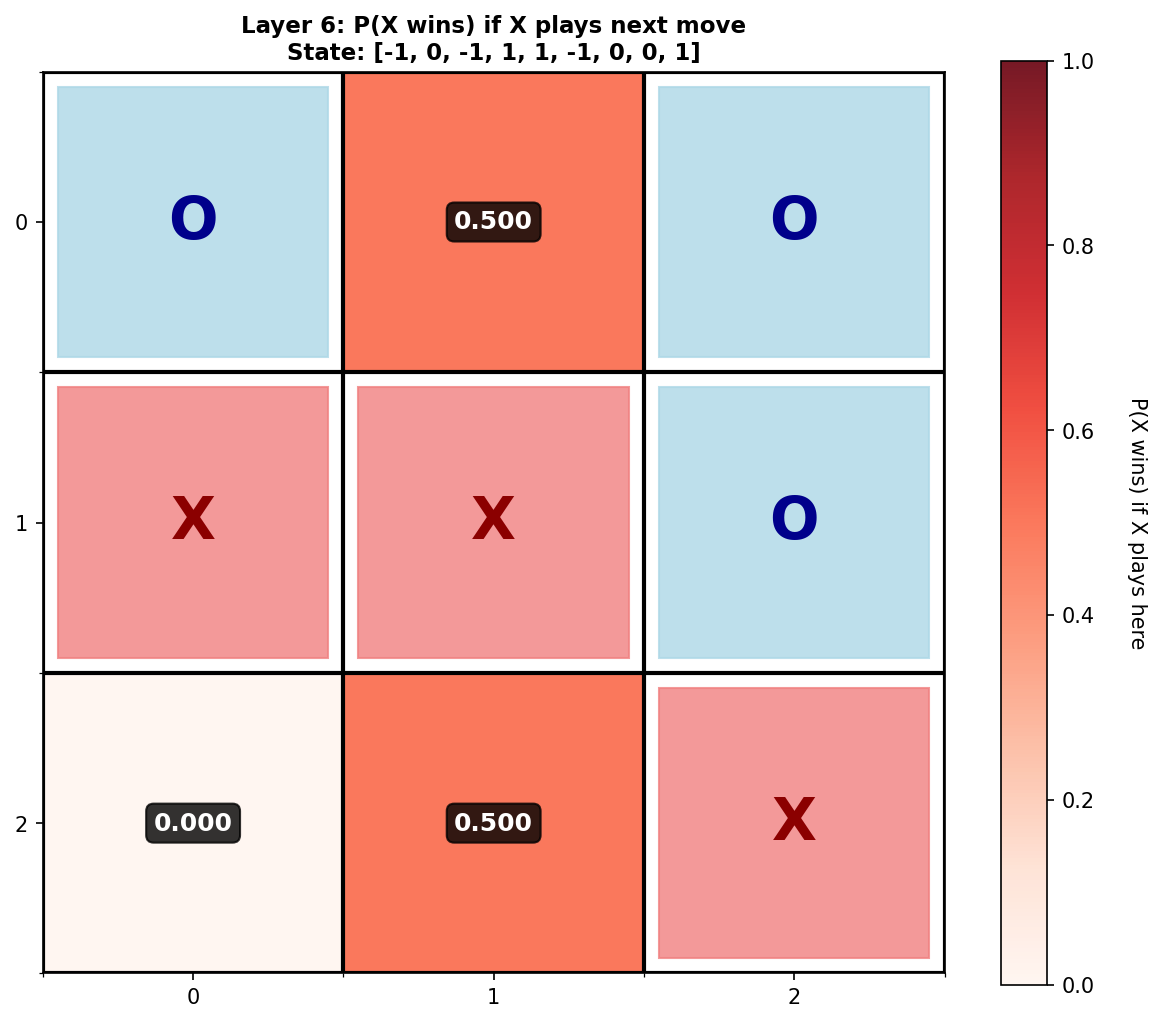 Layer 6: P(X wins) if X plays next move
State: [-1, 0, -1, 1, 1, -1, 0, 0, 1]
O
0.500
O
X
X
O
0.000
0.500
X
0
1
2
0
1
2
1.0
0.8
0.6
0.4
0.2
0.0
P(X wins) if X plays here